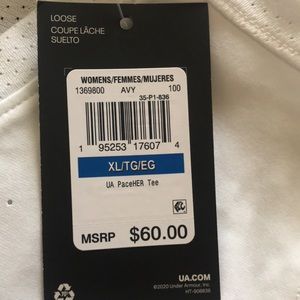 LOOSE
COUPE LÂCHE
SUELTO
WOMENS/FEMMES/MUJERES
1369800 AVY 100
35-P1-836
1 95253 17607 4
XL/TG/EG
UA PaceHER Tee
MSRP $60.00
UA.COM
©2020 Under Armour, Inc.
HT-908838